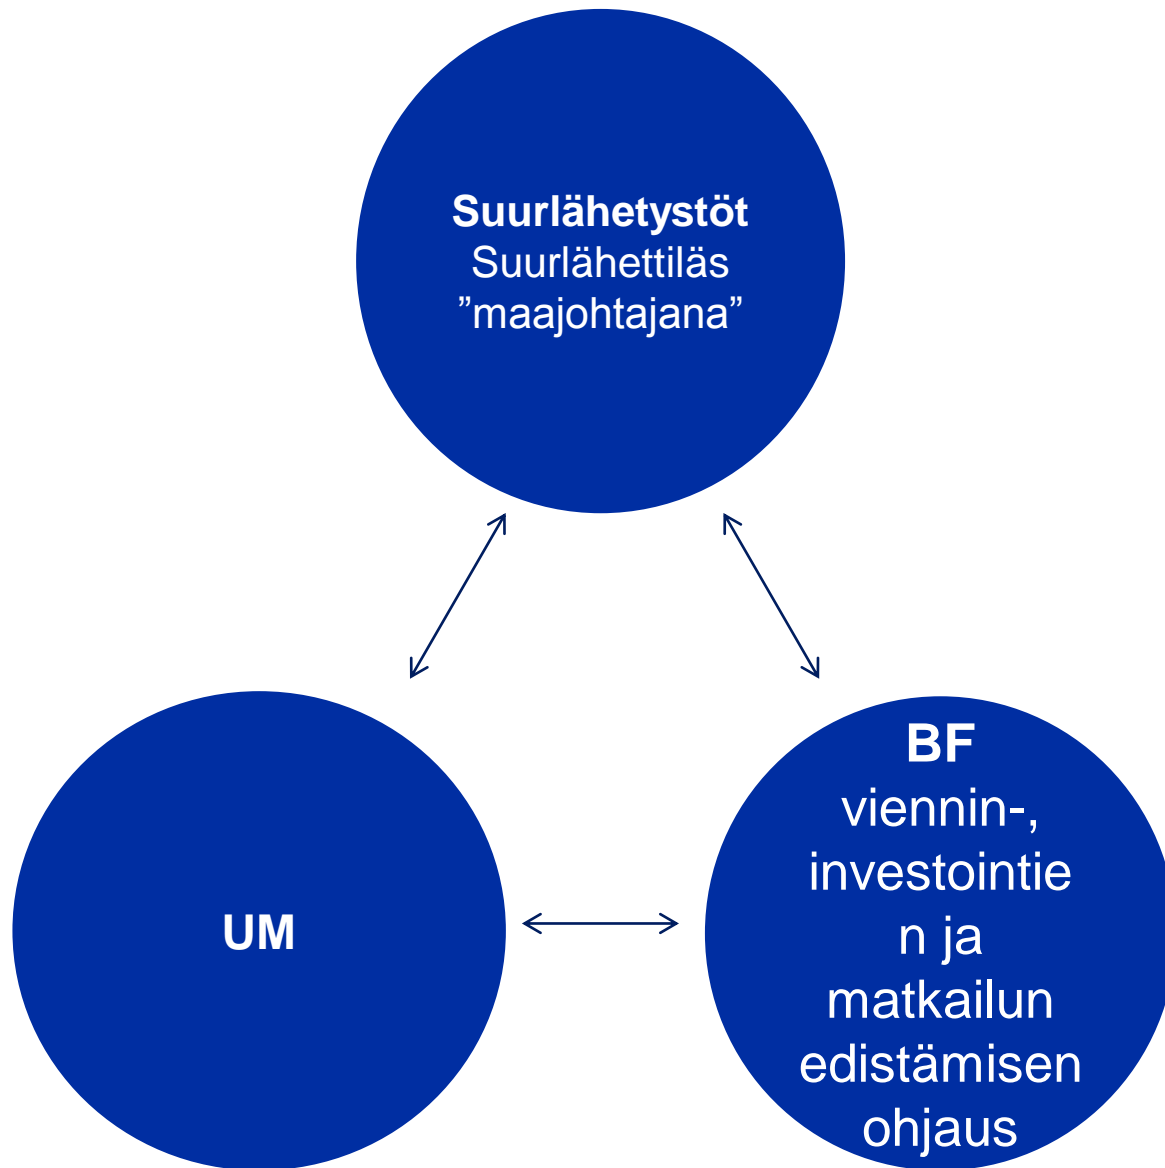 Suurlähetystöt
Suurlähettiläs
”maajohtajana”
UM
BF
viennin-,
investointie
n ja
matkailun
edistämisen
ohjaus